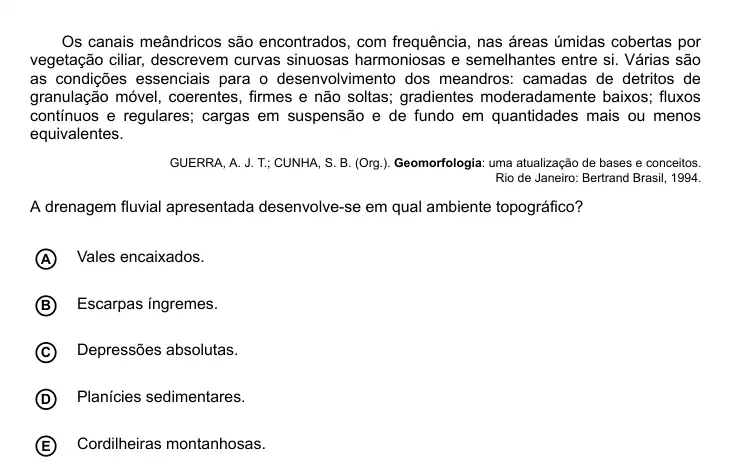 Os canais meândricos são encontrados, com frequência, nas áreas úmidas cobertas por
vegetação ciliar, descrevem curvas sinuosas harmoniosas e semelhantes entre si. Várias são
as condições essenciais para o desenvolvimento dos meandros: camadas de detritos de
granulação móvel, coerentes, firmes e não soltas; gradientes moderadamente baixos; fluxos
contínuos e regulares; cargas em suspensão e de fundo em quantidades mais ou menos
equivalentes.
GUERRA, A. J. T.; CUNHA, S. B. (Org.). Geomorfologia: uma atualização de bases e conceitos.
Rio de Janeiro: Bertrand Brasil, 1994.
A drenagem fluvial apresentada desenvolve-se em qual ambiente topográfico?
A Vales encaixados.
B Escarpas íngremes.
C Depressões absolutas.
D Planícies sedimentares.
E Cordilheiras montanhosas.